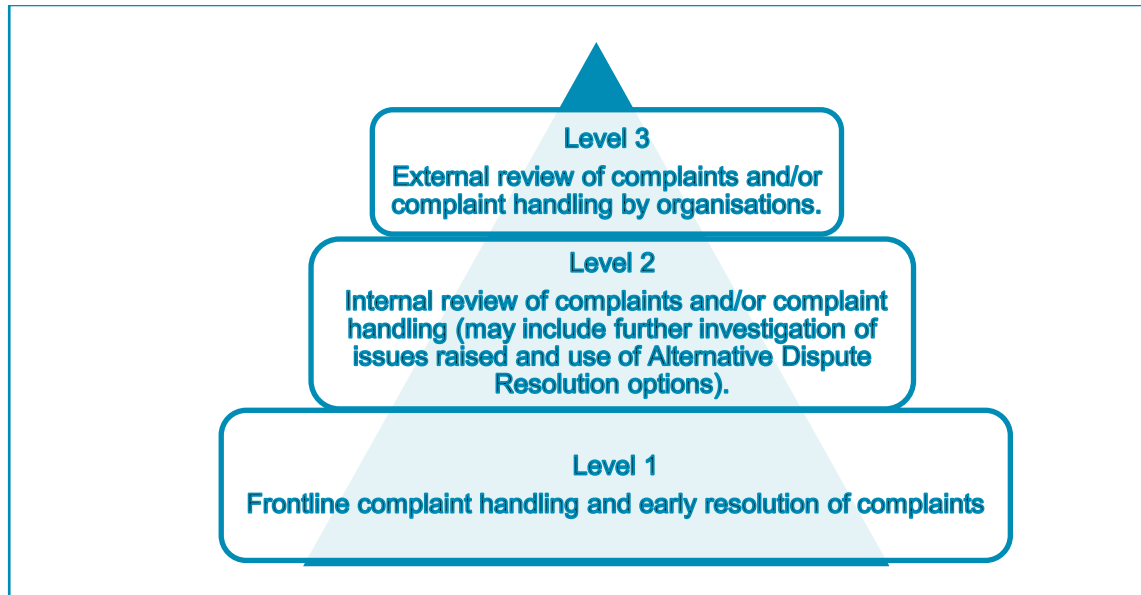 Level 3
External review of complaints and/or
complaint handling by organisations.
Level 2
Internal review of complaints and/or complaint
handling (may include further investigation of
issues raised and use of Alternative Dispute
Resolution options).
Level 1
Frontline complaint handling and early resolution of complaints